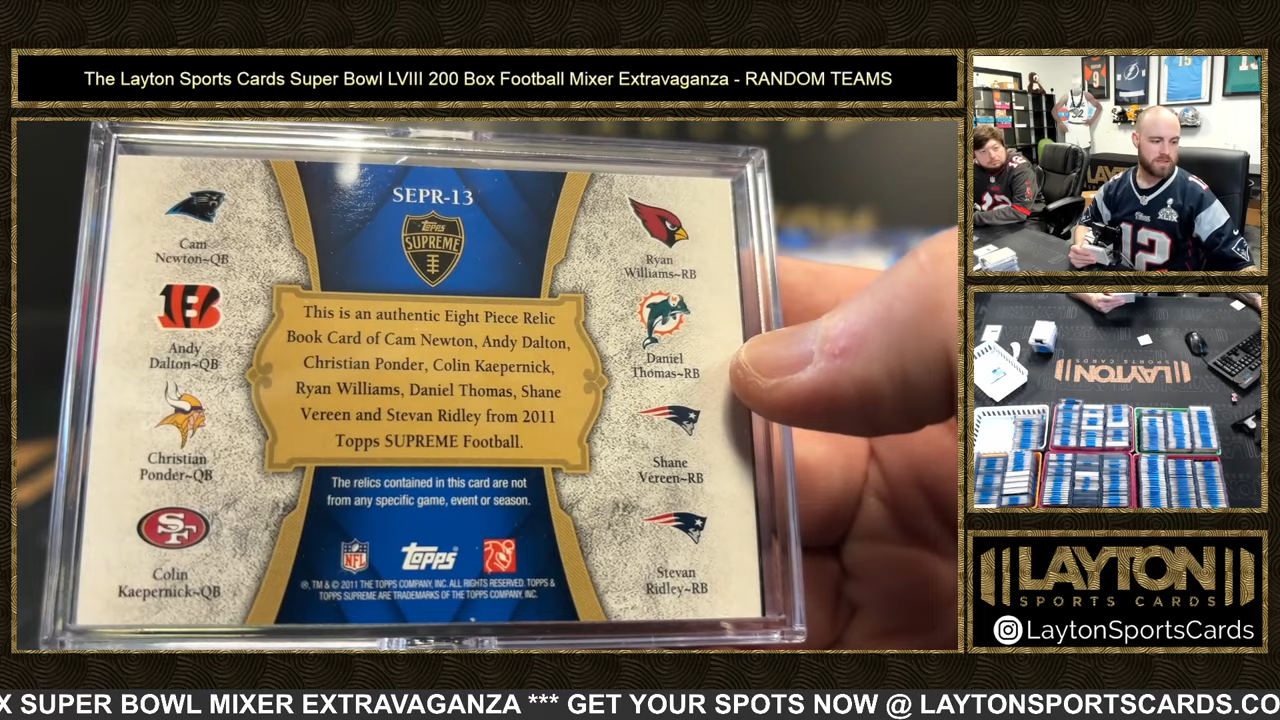 The Layton Sports Cards Super Bowl LVIII 200 Box Football Mixer Extravaganza - RANDOM TEAMS
SEPR-13
TOPPS
SUPREME
Cam
Newton~QB
Andy
Dalton~QB
Christian
Ponder~QB
Colin
Kaepernick~QB
This is an authentic Eight Piece Relic
Book Card of Cam Newton, Andy Dalton,
Christian Ponder, Colin Kaepernick,
Ryan Williams, Daniel Thomas, Shane
Vereen and Stevan Ridley from 2011
Topps SUPREME Football.
The relics contained in this card are not
from any specific game, event or season.
NFL
topps
®, TM & © 2011 THE TOPPS COMPANY, INC. ALL RIGHTS RESERVED. TOPPS &
TOPPS SUPREME ARE TRADEMARKS OF THE TOPPS COMPANY, INC.
Ryan
Williams~RB
Daniel
Thomas~RB
Shane
Vereen~RB
Stevan
Ridley~RB
SF
12
LAYTON
LAYTON
SPORTS CARDS
LaytonSportsCards
X SUPER BOWL MIXER EXTRAVAGANZA *** GET YOUR SPOTS NOW @ LAYTONSPORTSCARDS.CO